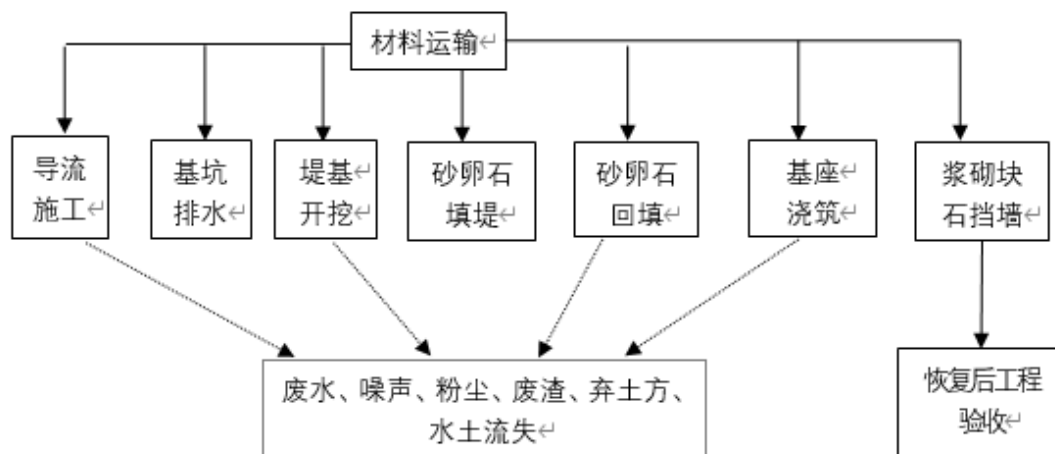 材料运输
导流
施工
基坑
排水
堤基
开挖
砂卵石
填堤
砂卵石
回填
基座
浇筑
浆砌块
石挡墙
废水、噪声、粉尘、废渣、弃土方、
水土流失
恢复后工程
验收